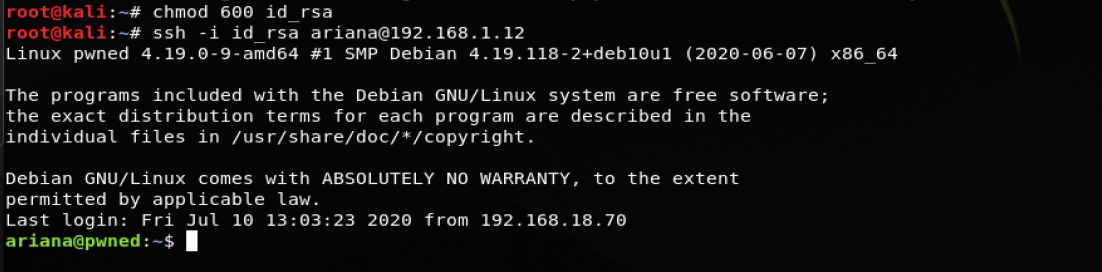 root@kali:~# chmod 600 id_rsa
root@kali:~# ssh -i id_rsa ariana@192.168.1.12
Linux pwned 4.19.0-9-amd64 #1 SMP Debian 4.19.118-2+deb10u1 (2020-06-07) x86_64
The programs included with the Debian GNU/Linux system are free software;
the exact distribution terms for each program are described in the
individual files in /usr/share/doc/*/copyright.
Debian GNU/Linux comes with ABSOLUTELY NO WARRANTY, to the extent
permitted by applicable law.
Last login: Fri Jul 10 13:03:23 2020 from 192.168.18.70
ariana@pwned:~$